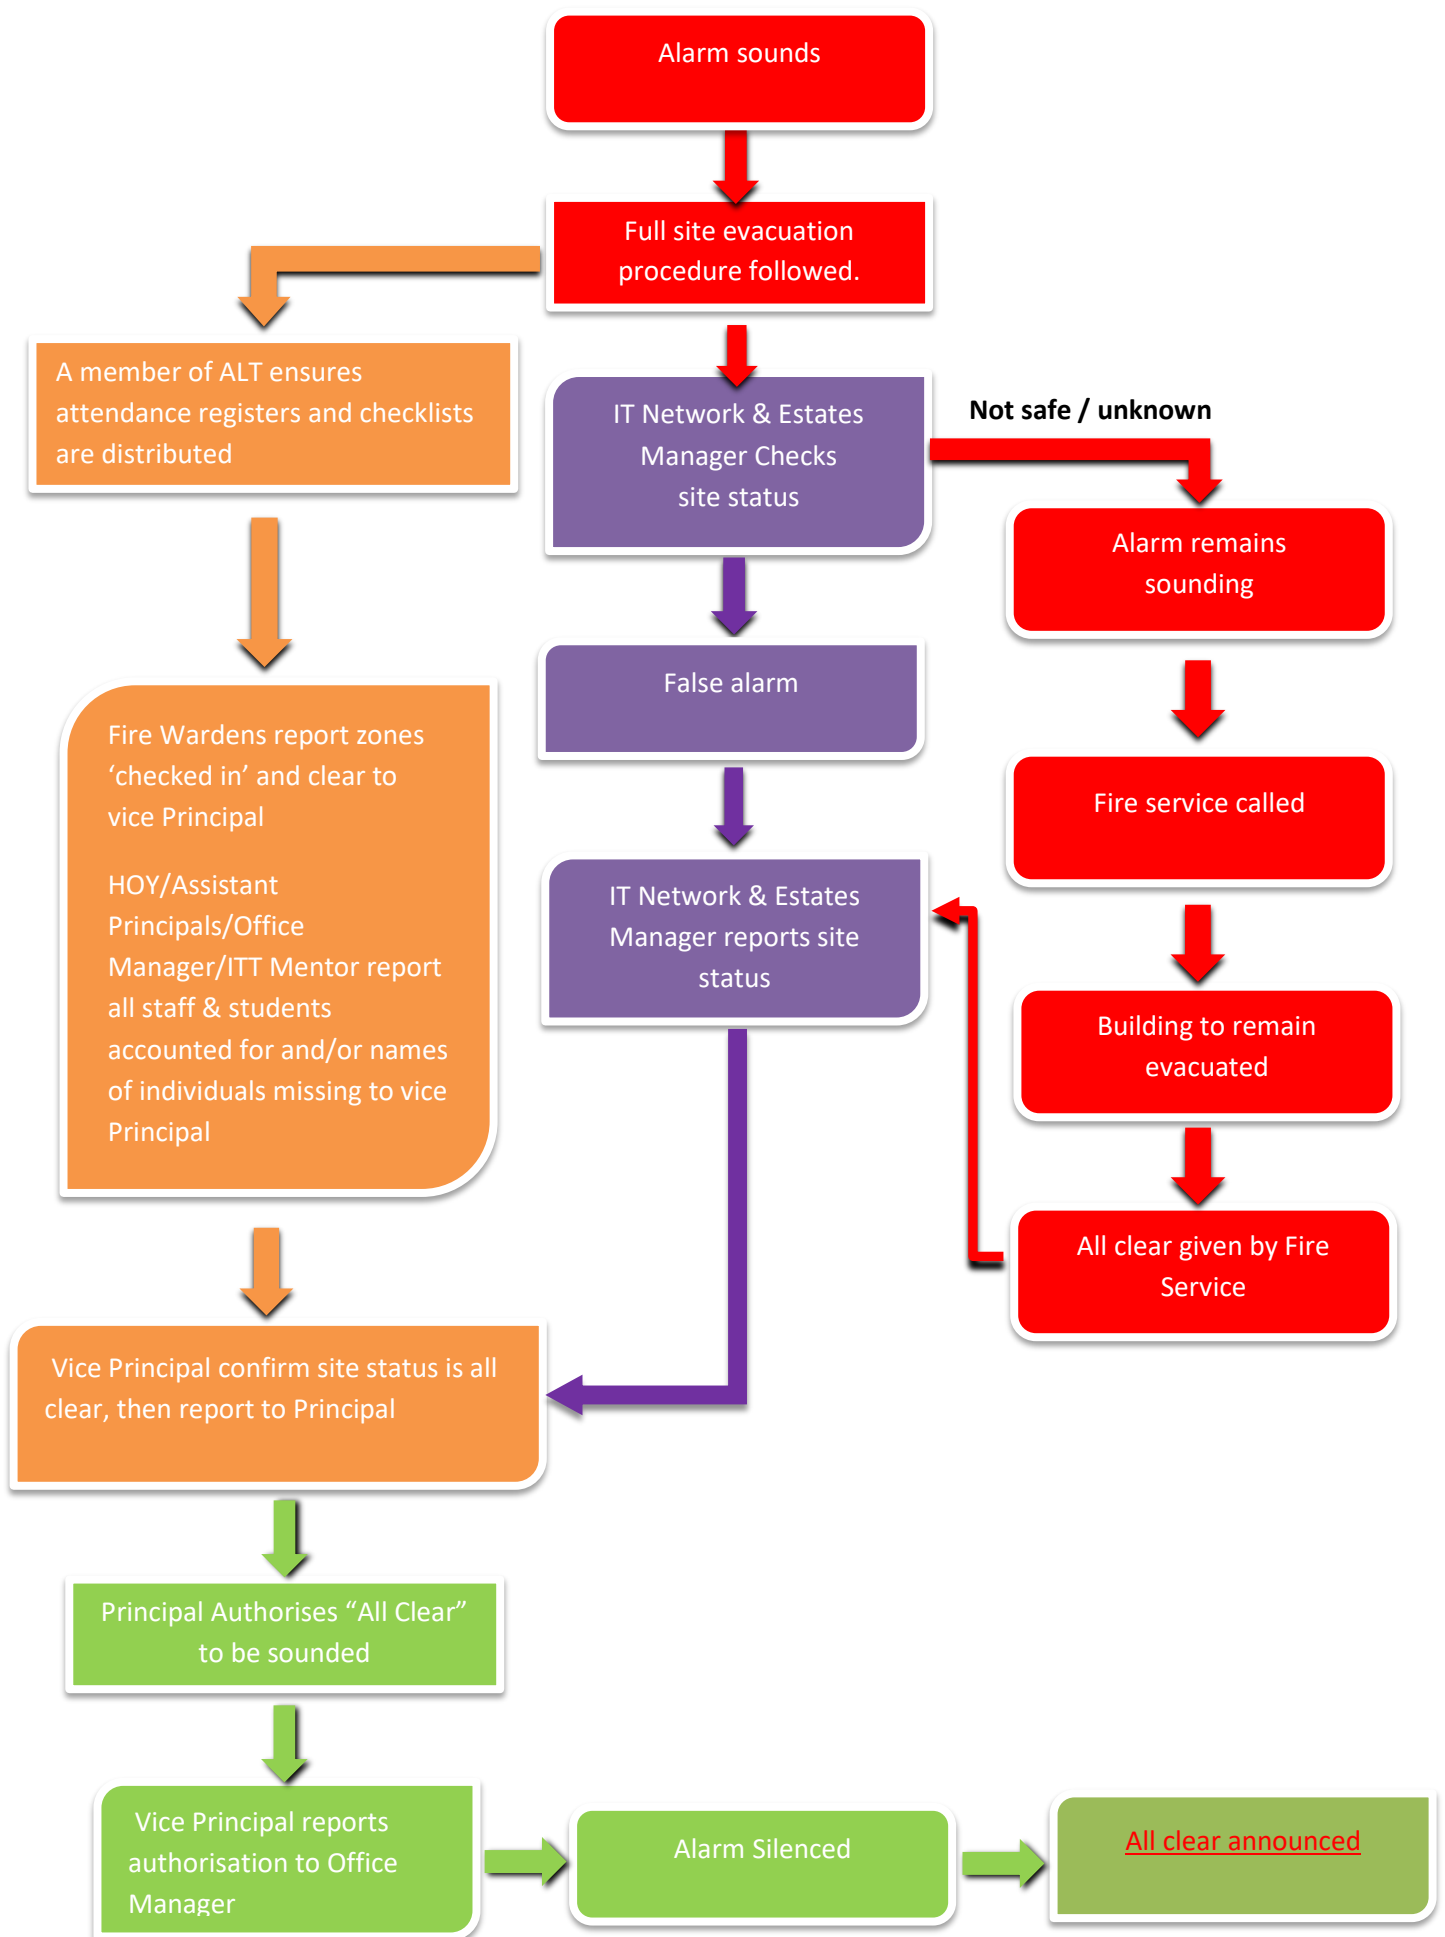 Alarm sounds
Full site evacuation
procedure followed.
A member of ALT ensures
attendance registers and checklists
are distributed
IT Network & Estates
Manager Checks
site status
Not safe / unknown
Alarm remains
sounding
False alarm
Fire Wardens report zones
‘checked in’ and clear to
vice Principal
HOY/Assistant
Principals/Office
Manager/ITT Mentor report
all staff & students
accounted for and/or names
of individuals missing to vice
Principal
Fire service called
IT Network & Estates
Manager reports site
status
Building to remain
evacuated
All clear given by Fire
Service
Vice Principal confirm site status is all
clear, then report to Principal
Principal Authorises “All Clear”
to be sounded
Vice Principal reports
authorisation to Office
Manager
Alarm Silenced
All clear announced